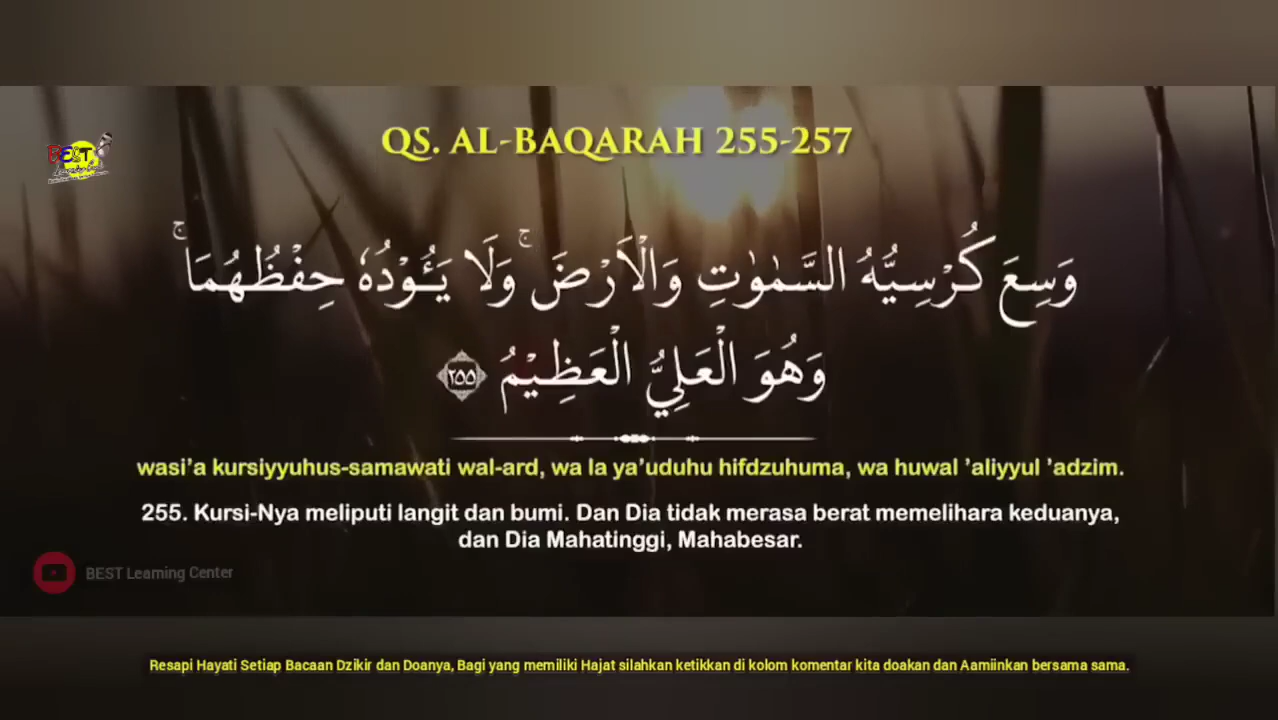 QS. AL-BAQARAH 255-257
BEST
وَسِعَ كُرْسِيُّهُ السَّمٰوٰتِ وَالْاَرْضَ ۚ وَلَا يَـُٔوْدُهٗ حِفْظُهُمَا ۚ
وَهُوَ الْعَلِيُّ الْعَظِيْمُ ٢٥٥
wasi’a kursiyyuhus-samawati wal-ard, wa la ya’uduhu hifdzuhuma, wa huwal ’aliyyul ’adzim.
255. Kursi-Nya meliputi langit dan bumi. Dan Dia tidak merasa berat memelihara keduanya,
dan Dia Mahatinggi, Mahabesar.
BEST Learning Center
Resapi Hayati Setiap Bacaan Dzikir dan Doanya, Bagi yang memiliki Hajat silahkan ketikkan di kolom komentar kita doakan dan Aamiinkan bersama sama.